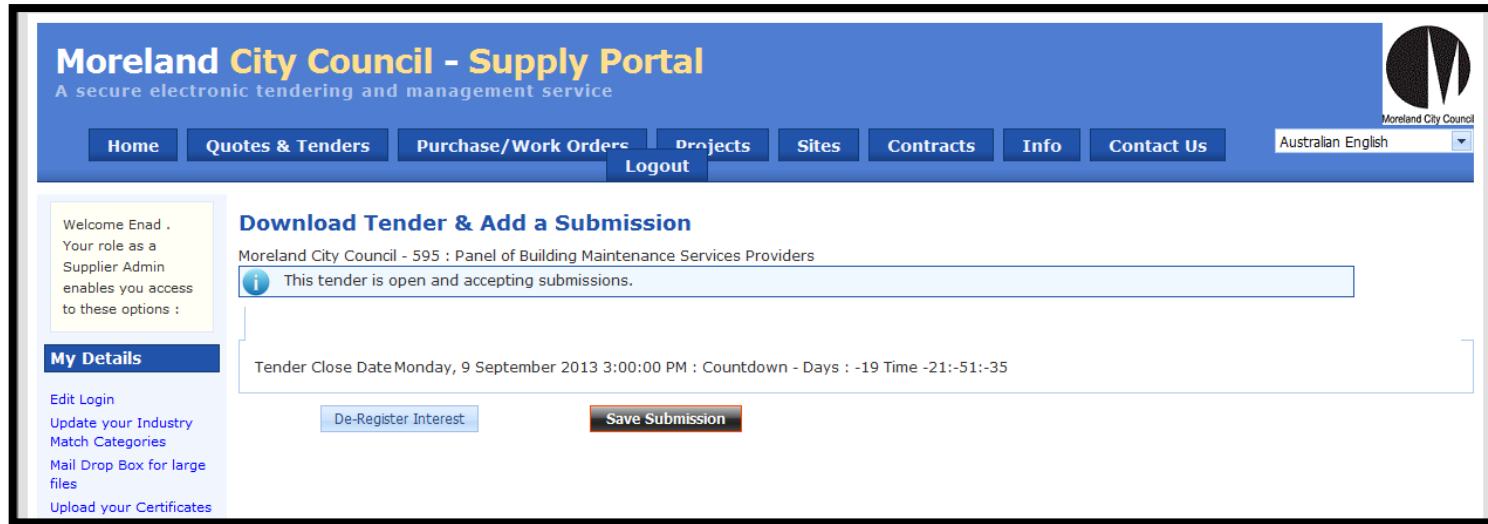 Moreland City Council - Supply Portal
A secure electronic tendering and management service
Moreland City Council
Home Quotes & Tenders Purchase/Work Orders Projects Sites Contracts Info Contact Us
Australian English
Logout
Welcome Enad .
Your role as a
Supplier Admin
enables you access
to these options :
My Details
Edit Login
Update your Industry
Match Categories
Mail Drop Box for large
files
Upload your Certificates
Download Tender & Add a Submission
Moreland City Council - 595 : Panel of Building Maintenance Services Providers
This tender is open and accepting submissions.
Tender Close Date Monday, 9 September 2013 3:00:00 PM : Countdown - Days : -19 Time -21:-51:-35
De-Register Interest
Save Submission